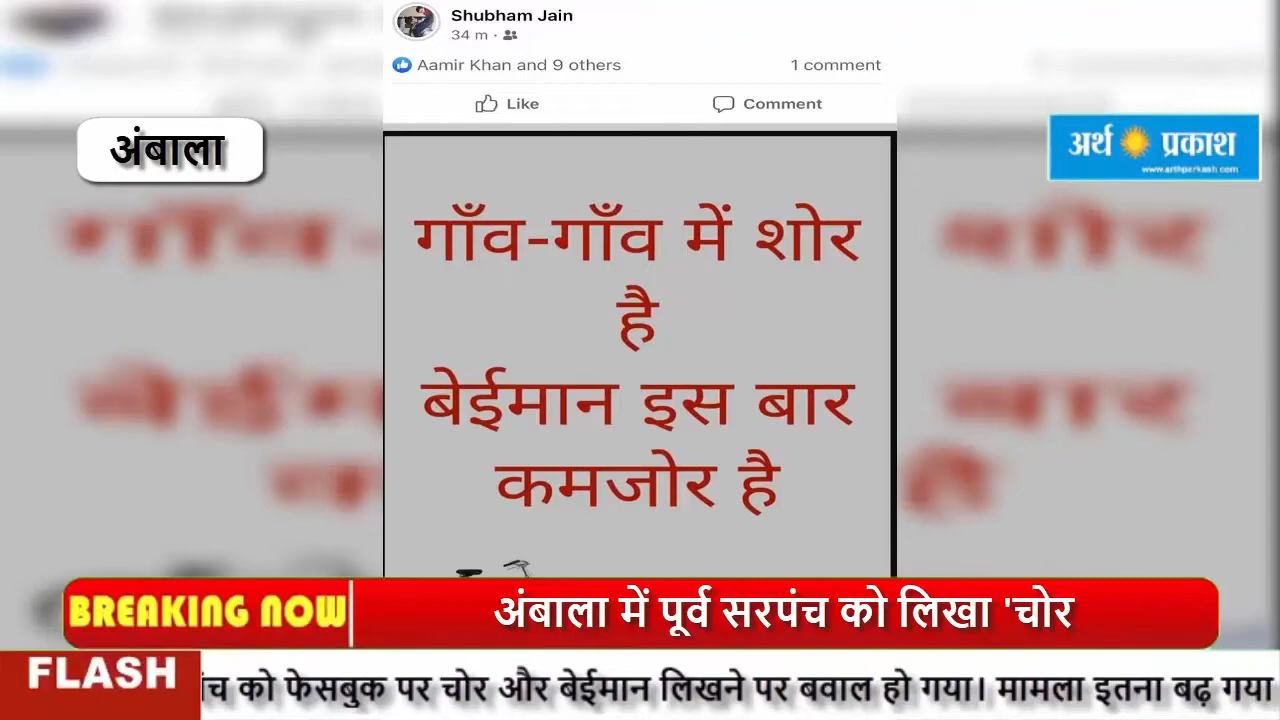 Shubham Jain
34 m ·
Aamir Khan and 9 others 1 comment
Like Comment
अंबाला
अर्थ प्रकाश
www.arthparkash.com
गाँव-गाँव में शोर
है
बेईमान इस बार
कमजोर है
BREAKING NOW
अंबाला में पूर्व सरपंच को लिखा 'चोर
FLASH
को फेसबुक पर चोर और बेईमान लिखने पर बवाल हो गया। मामला इतना बढ़ गया